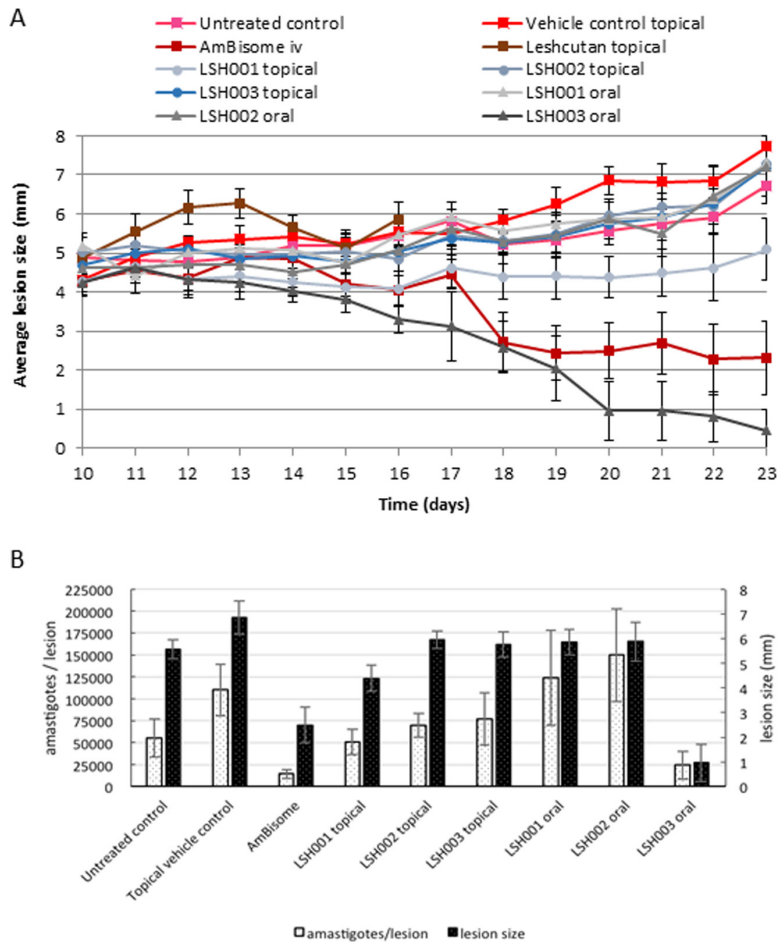 A
Untreated control
Vehicle control topical
AmBisome iv
Leshcutan topical
LSH001 topical
LSH002 topical
LSH003 topical
LSH001 oral
LSH002 oral
LSH003 oral
Average lesion size (mm)
8
7
6
5
4
3
2
1
0
10 11 12 13 14 15 16 17 18 19 20 21 22 23
Time (days)
B
amastigotes / lesion
225000
200000
175000
150000
125000
100000
75000
50000
25000
0
8
7
6
5
4
3
2
1
0
lesion size (mm)
Untreated control
Topical vehicle control
AmBisome
LSH001 topical
LSH002 topical
LSH003 topical
LSH001 oral
LSH002 oral
LSH003 oral
amastigotes/lesion
lesion size